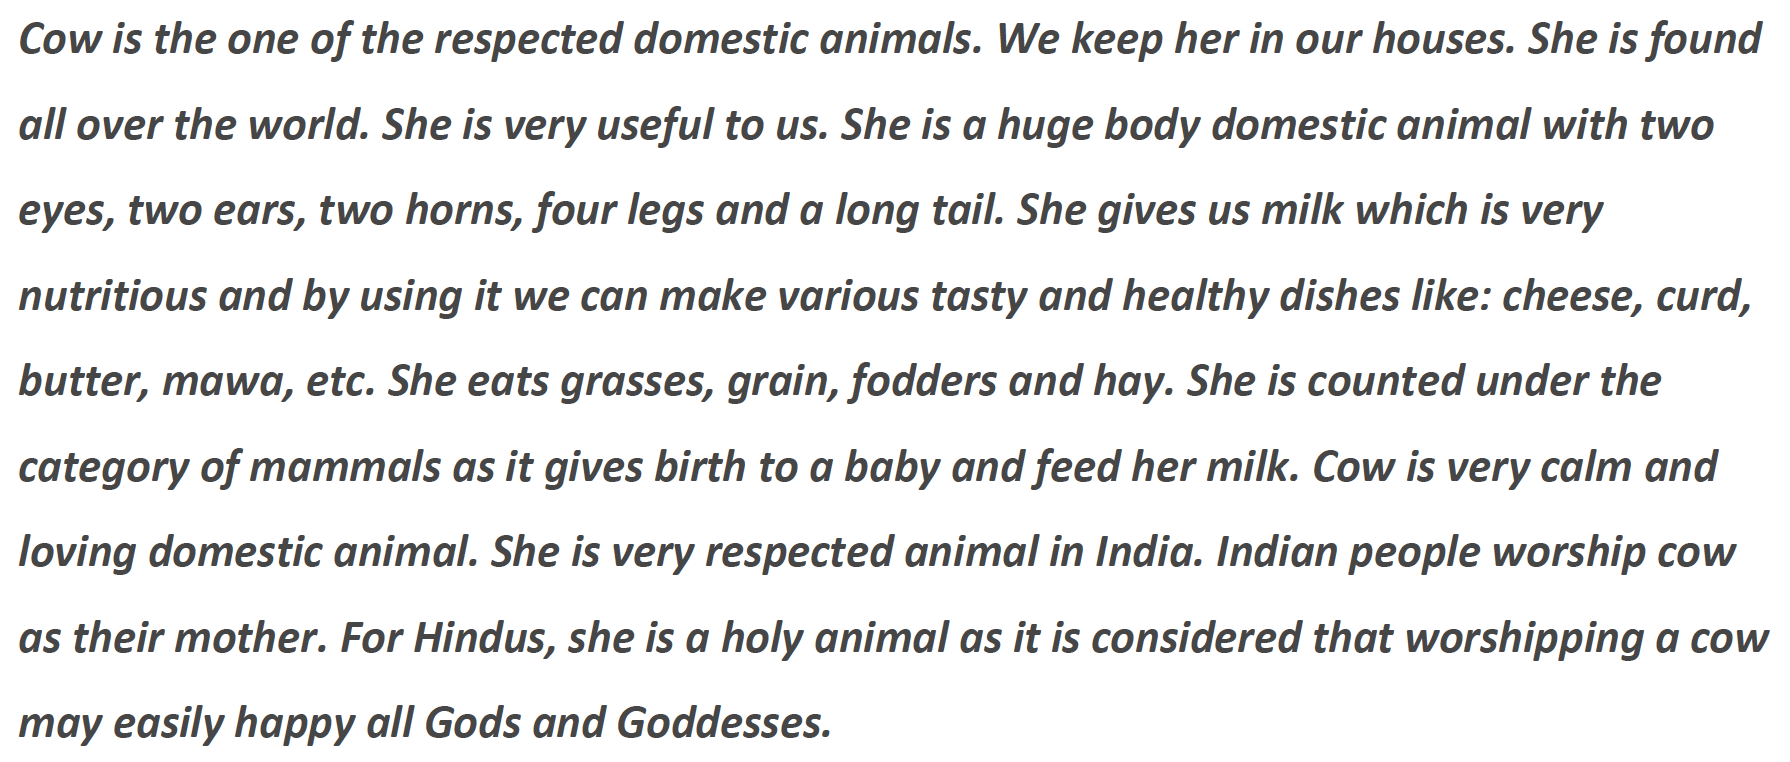 Cow is the one of the respected domestic animals. We keep her in our houses. She is found
all over the world. She is very useful to us. She is a huge body domestic animal with two
eyes, two ears, two horns, four legs and a long tail. She gives us milk which is very
nutritious and by using it we can make various tasty and healthy dishes like: cheese, curd,
butter, mawa, etc. She eats grasses, grain, fodders and hay. She is counted under the
category of mammals as it gives birth to a baby and feed her milk. Cow is very calm and
loving domestic animal. She is very respected animal in India. Indian people worship cow
as their mother. For Hindus, she is a holy animal as it is considered that worshipping a cow
may easily happy all Gods and Goddesses.